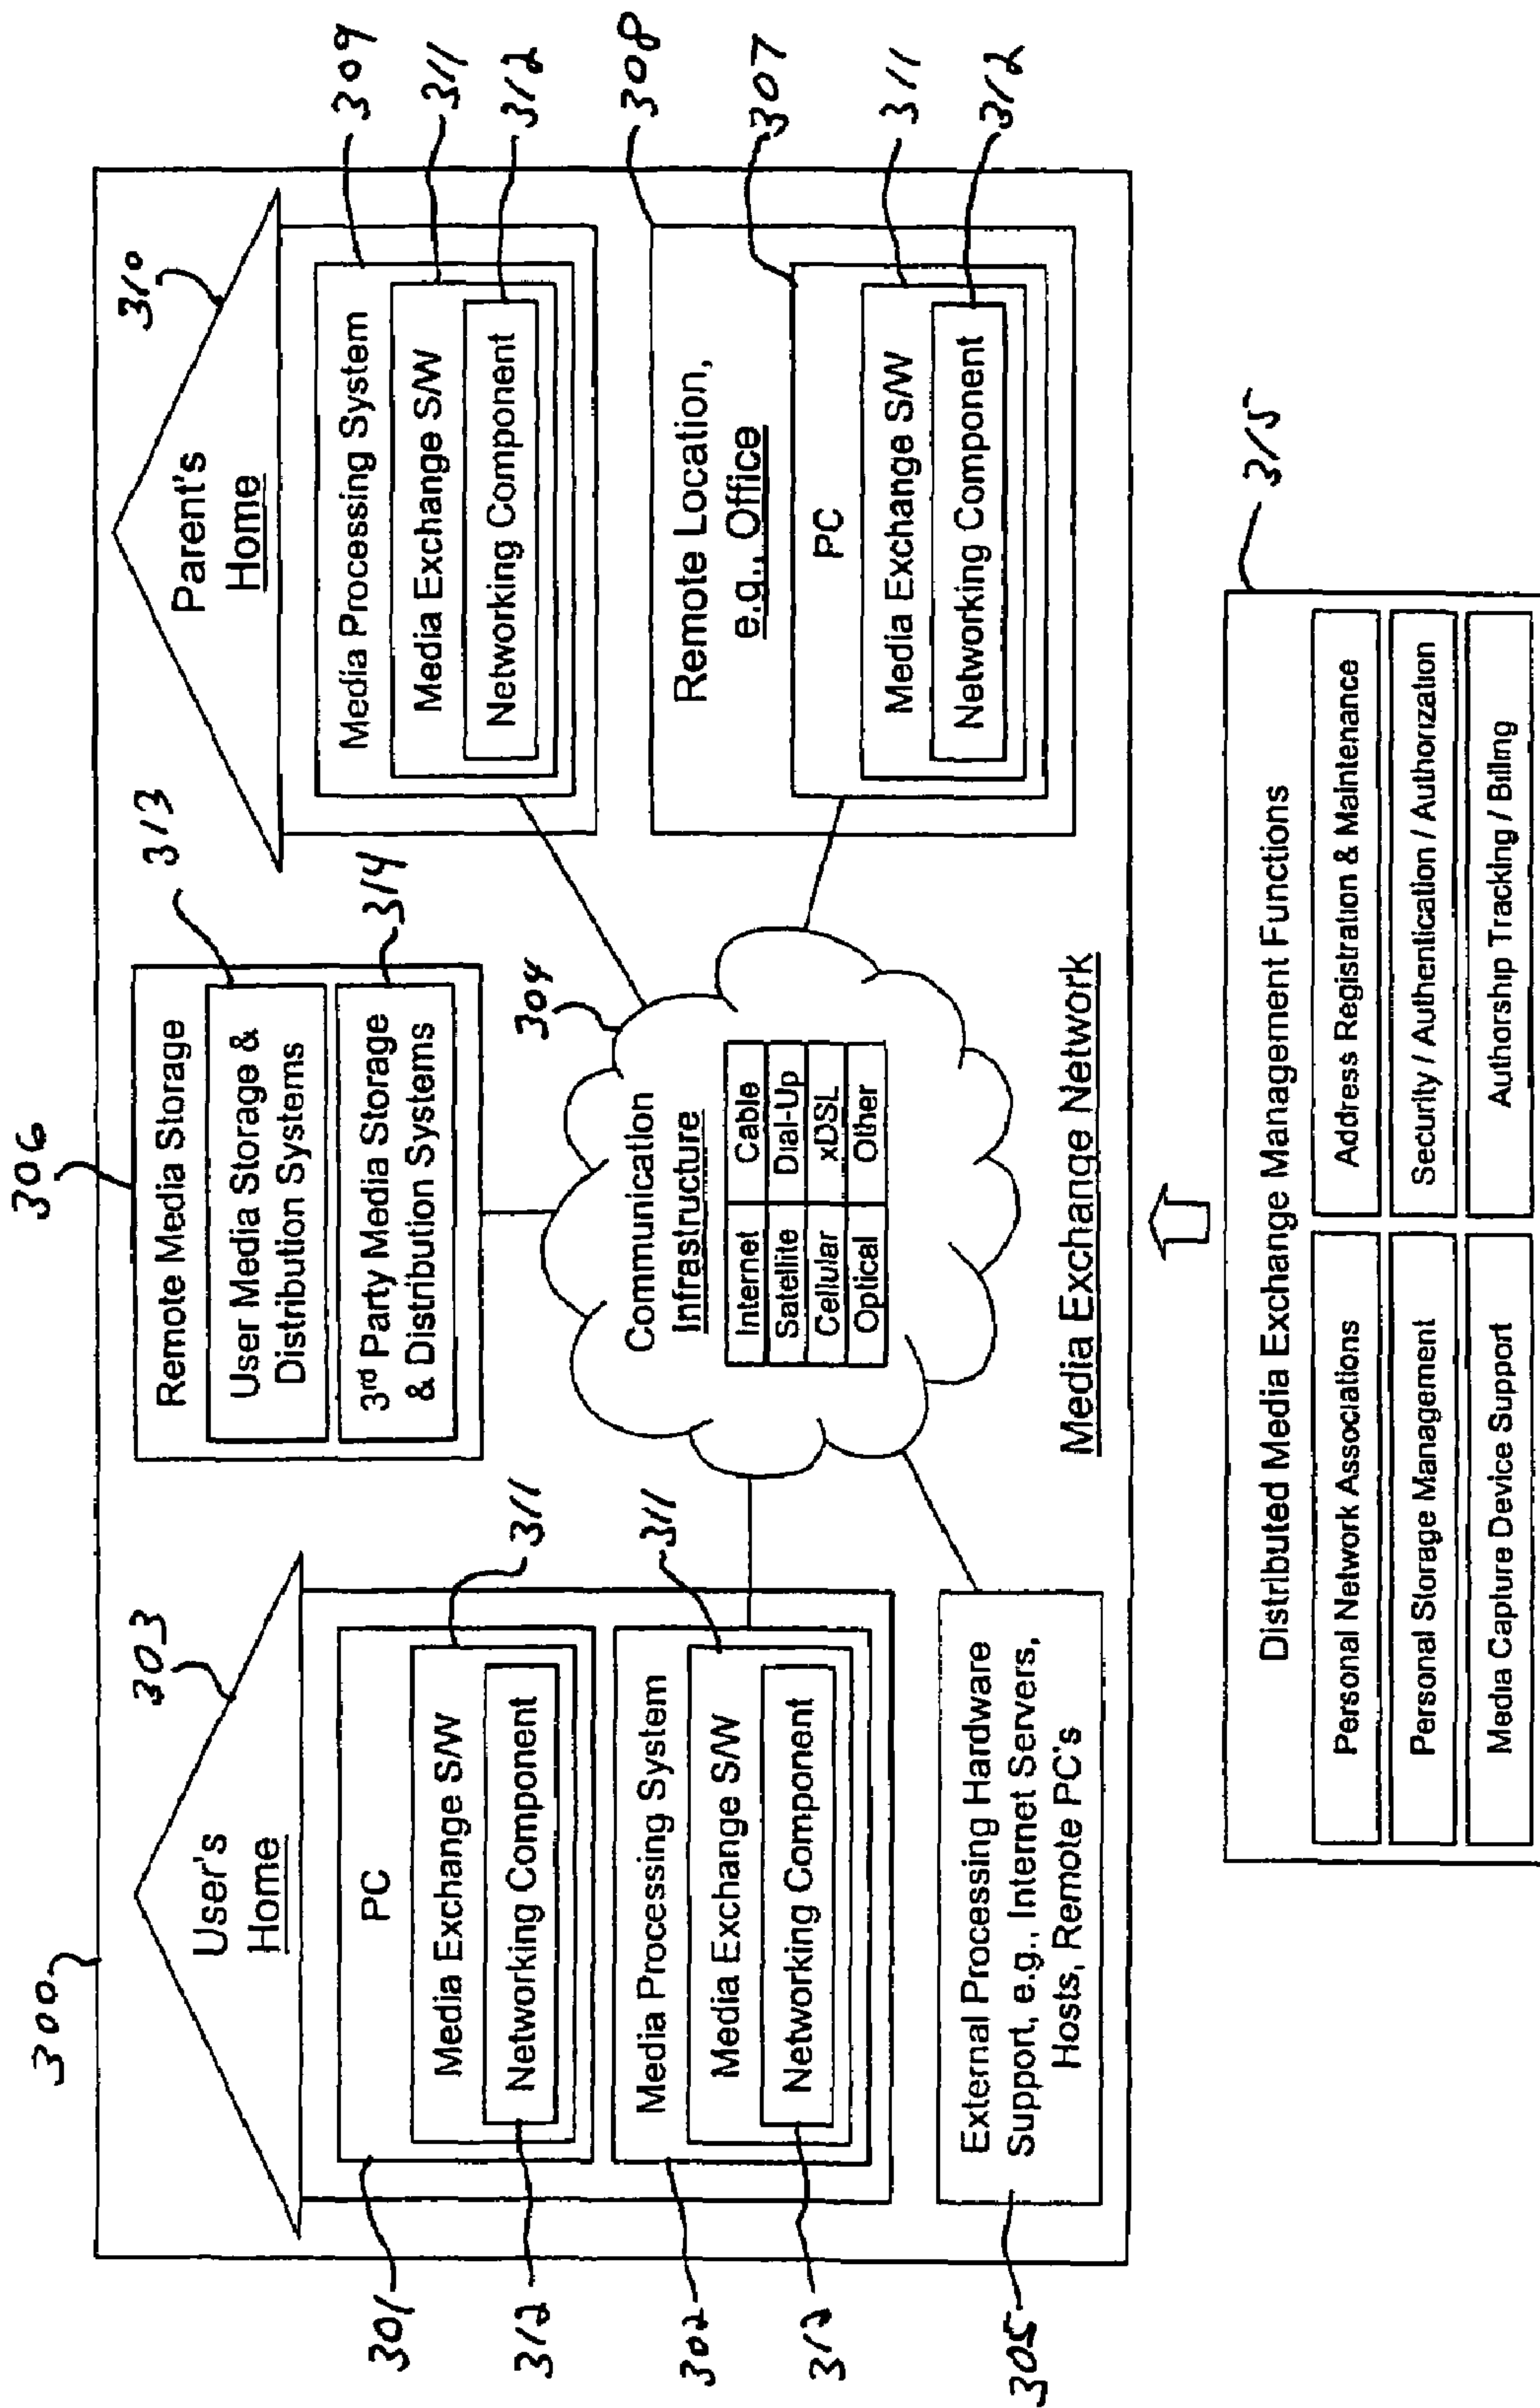 300
User's
Home
303
PC
Media Exchange S/W
Networking Component
311
301
312
Media Processing System
Media Exchange S/W
Networking Component
311
302
312
External Processing Hardware
Support, e.g., Internet Servers,
Hosts, Remote PC's
305
306
Remote Media Storage
User Media Storage &
Distribution Systems
313
3rd Party Media Storage
& Distribution Systems
314
304
Communication
Infrastructure
Internet Cable
Satellite Dial-Up
Cellular xDSL
Optical Other
Media Exchange Network
310
Parent's
Home
Media Processing System
Media Exchange S/W
Networking Component
309
311
312
Remote Location,
e.g., Office
308
PC
Media Exchange S/W
Networking Component
307
311
312
315
Distributed Media Exchange Management Functions
Personal Network Associations
Address Registration & Maintenance
Personal Storage Management
Security / Authentication / Authorization
Media Capture Device Support
Authorship Tracking / Billing